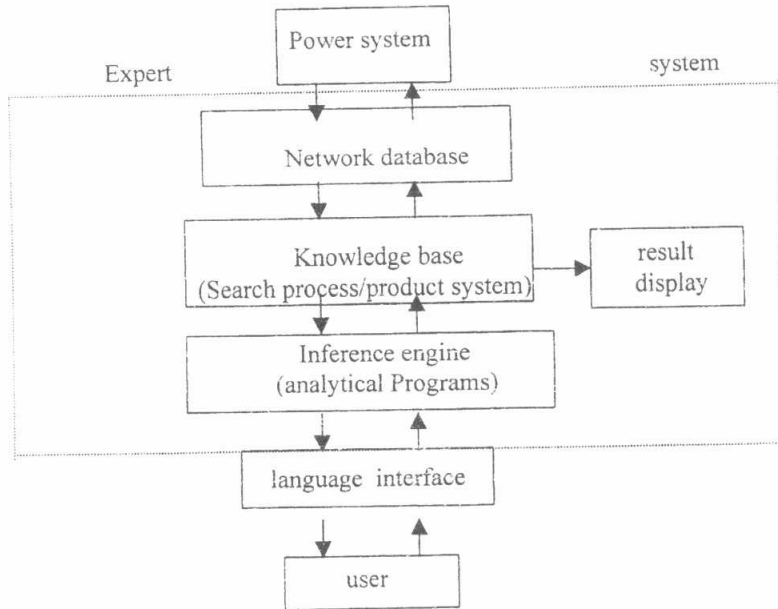 Power system
Expert system
Network database
Knowledge base
(Search process/product system)
result
display
Inference engine
(analytical Programs)
language interface
user